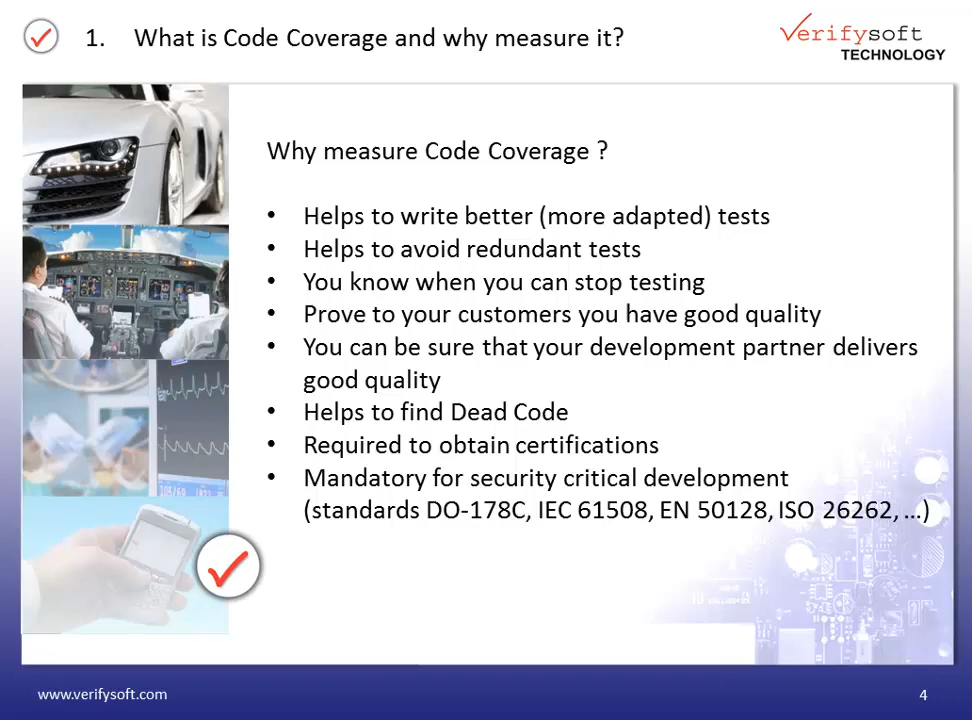 1. What is Code Coverage and why measure it?
Verifysoft
TECHNOLOGY
Why measure Code Coverage ?
• Helps to write better (more adapted) tests
• Helps to avoid redundant tests
• You know when you can stop testing
• Prove to your customers you have good quality
• You can be sure that your development partner delivers
good quality
• Helps to find Dead Code
• Required to obtain certifications
• Mandatory for security critical development
(standards DO-178C, IEC 61508, EN 50128, ISO 26262, …)
www.verifysoft.com
4